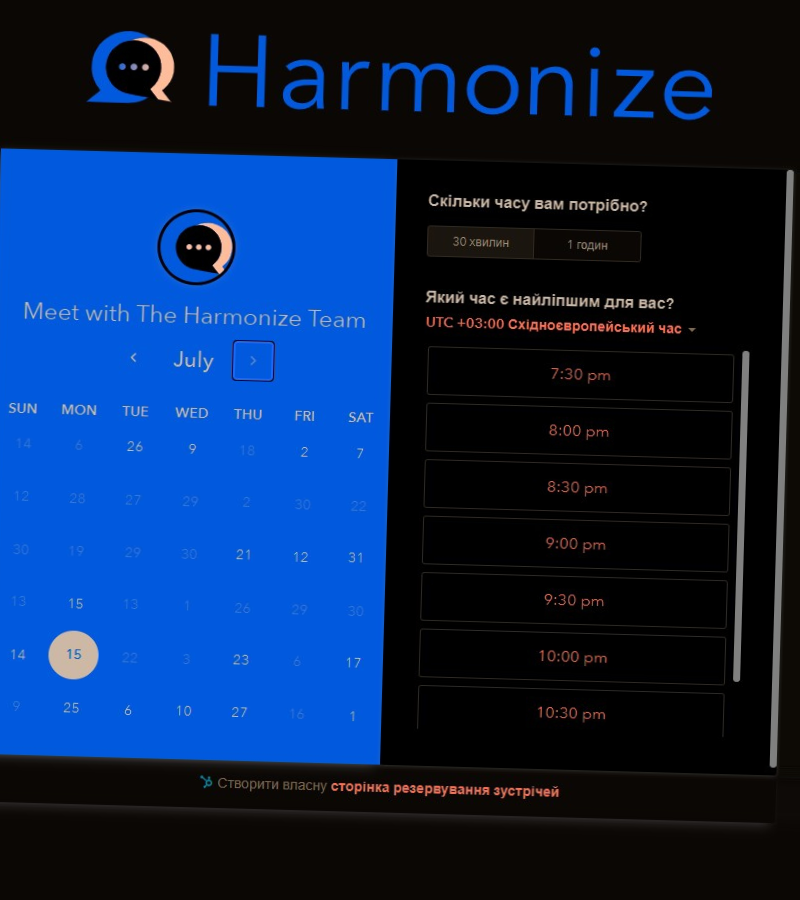 Harmonize
Meet with The Harmonize Team
July
SUN MON TUE WED THU FRI SAT
14 6 26 9 18 2 7
12 28 27 29 2 30 22
30 19 29 30 21 12 31
13 15 13 1 26 29 30
14 15 22 3 23 6 17
9 25 6 10 27 16 1
Скільки часу вам потрібно?
30 хвилин 1 годин
Який час є найліпшим для вас?
UTC +03:00 Східноєвропейський час
7:30 pm
8:00 pm
8:30 pm
9:00 pm
9:30 pm
10:00 pm
10:30 pm
Створити власну сторінка резервування зустрічей